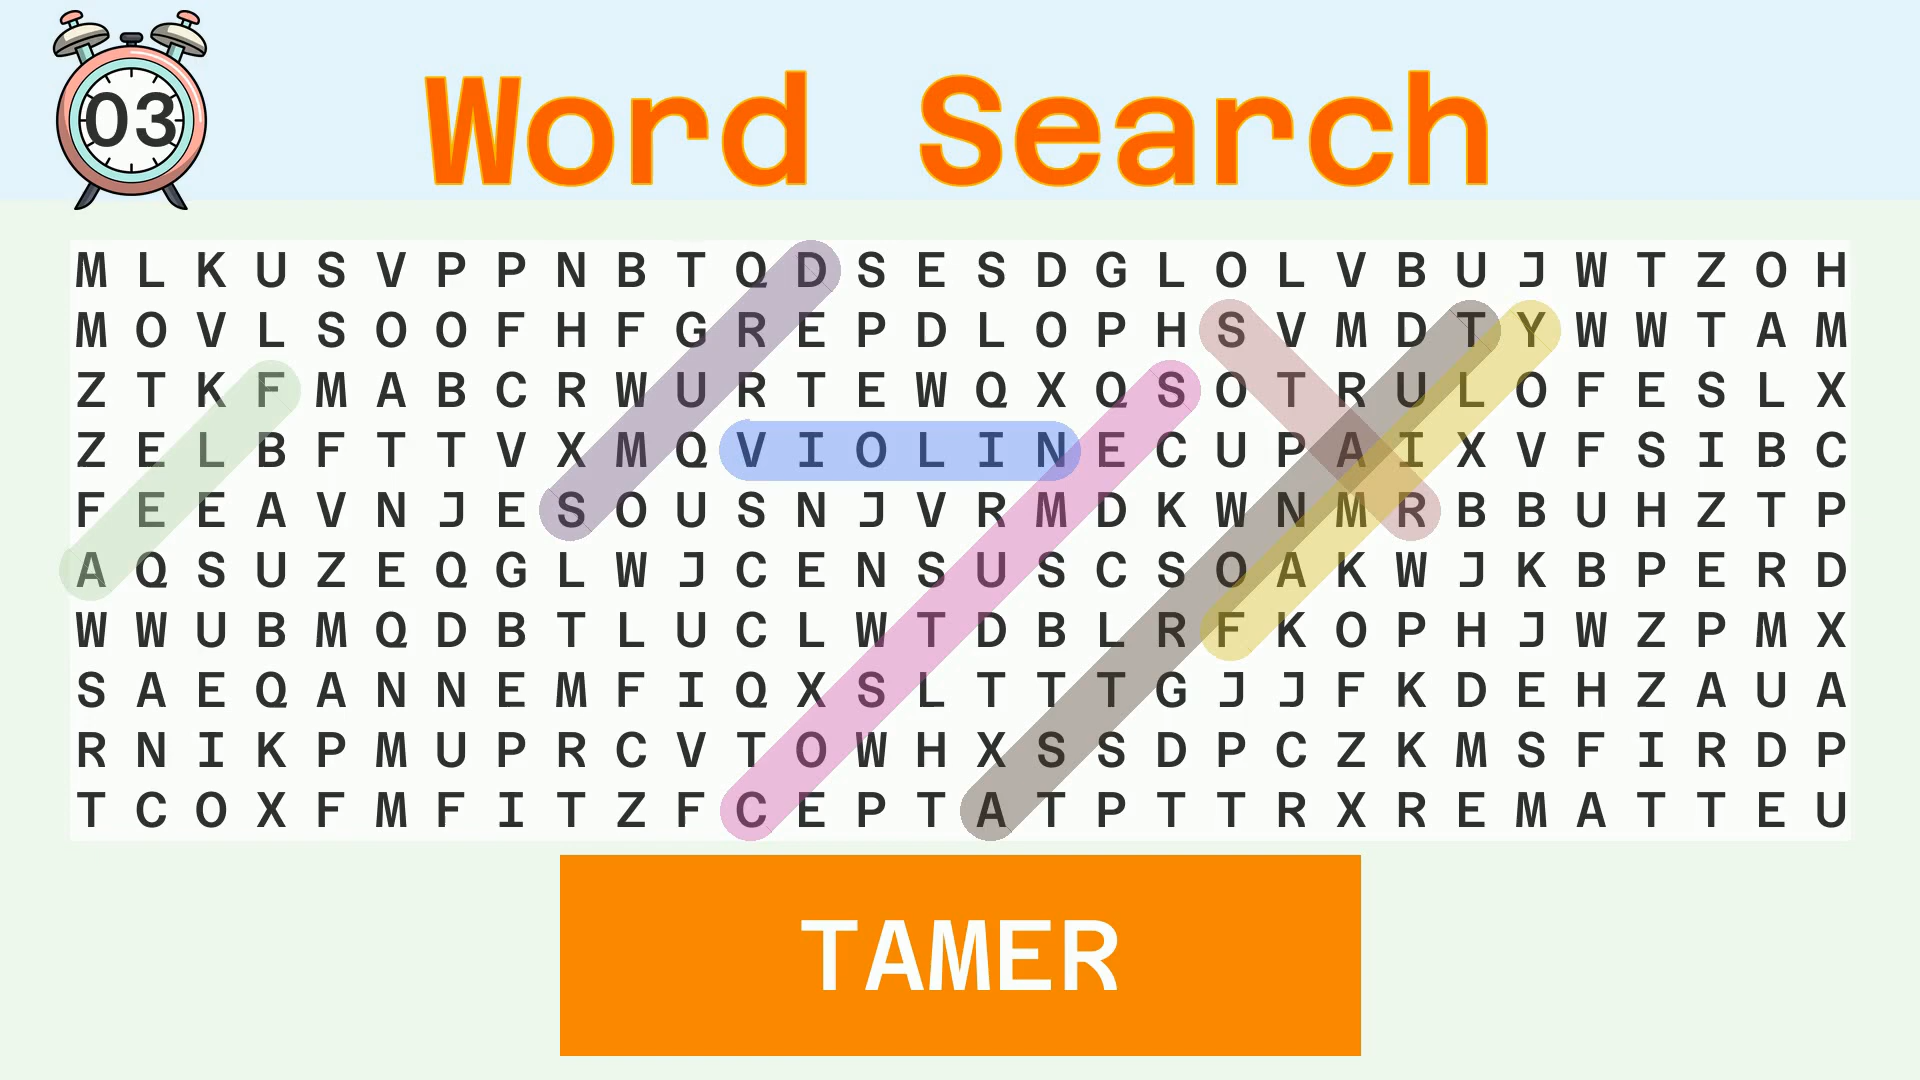 03
Word Search
M L K U S V P P N B T Q D S E S D G L O L V B U J W T Z O H
M O V L S O O F H F G R E P D L O P H S V M D T Y W W T A M
Z T K F M A B C R W U R T E W Q X Q S O T R U L O F E S L X
Z E L B F T T V X M Q V I O L I N E C U P A I X V F S I B C
F E E A V N J E S O U S N J V R M D K W N M R B B U H Z T P
A Q S U Z E Q G L W J C E N S U S C S O A K W J K B P E R D
W W U B M Q D B T L U C L W T D B L R F K O P H J W Z P M X
S A E Q A N N E M F I Q X S L T T T G J J F K D E H Z A U A
R N I K P M U P R C V T O W H X S S D P C Z K M S F I R D P
T C O X F M F I T Z F C E P T A T P T T R X R E M A T T E U
TAMER